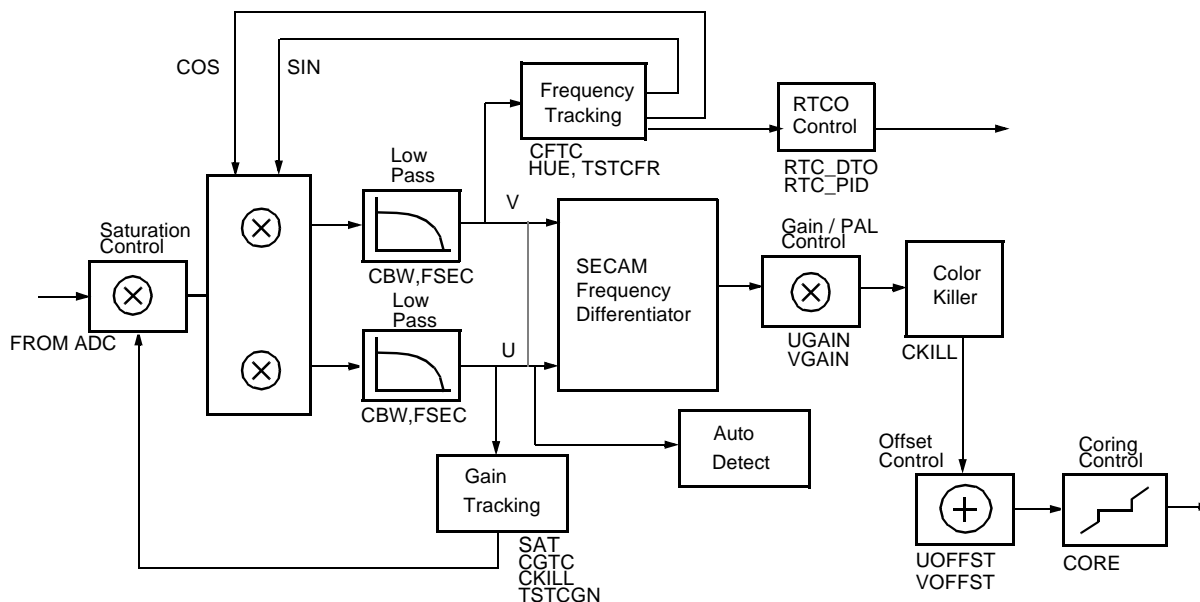 COS
SIN
Frequency
Tracking
CFTC
HUE, TSTCFR
RTCO
Control
RTC_DTO
RTC_PID
Low
Pass
CBW,FSEC
V
Saturation
Control
FROM ADC
Low
Pass
CBW,FSEC
U
SECAM
Frequency
Differentiator
Gain / PAL
Control
UGAIN
VGAIN
Color
Killer
CKILL
Auto
Detect
Gain
Tracking
SAT
CGTC
CKILL
TSTCGN
Offset
Control
UOFFST
VOFFST
Coring
Control
CORE